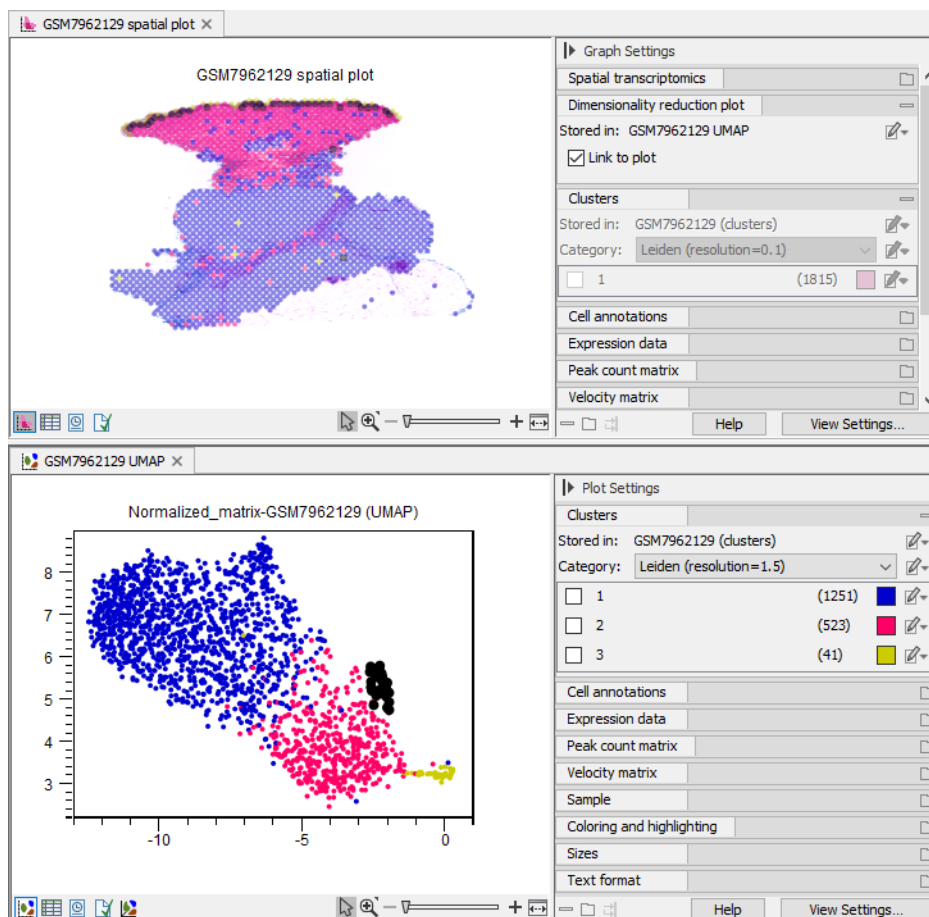 GSM7962129 spatial plot
GSM7962129 spatial plot
Graph Settings
Spatial transcriptomics
Dimensionality reduction plot
Stored in: GSM7962129 UMAP
Link to plot
Clusters
Stored in: GSM7962129 (clusters)
Category: Leiden (resolution=0.1)
1 (1815)
Cell annotations
Expression data
Peak count matrix
Velocity matrix
Help View Settings...
GSM7962129 UMAP
Normalized_matrix-GSM7962129 (UMAP)
8
7
6
5
4
3
-10 -5 0
Plot Settings
Clusters
Stored in: GSM7962129 (clusters)
Category: Leiden (resolution=1.5)
1 (1251)
2 (523)
3 (41)
Cell annotations
Expression data
Peak count matrix
Velocity matrix
Sample
Coloring and highlighting
Sizes
Text format
Help View Settings...